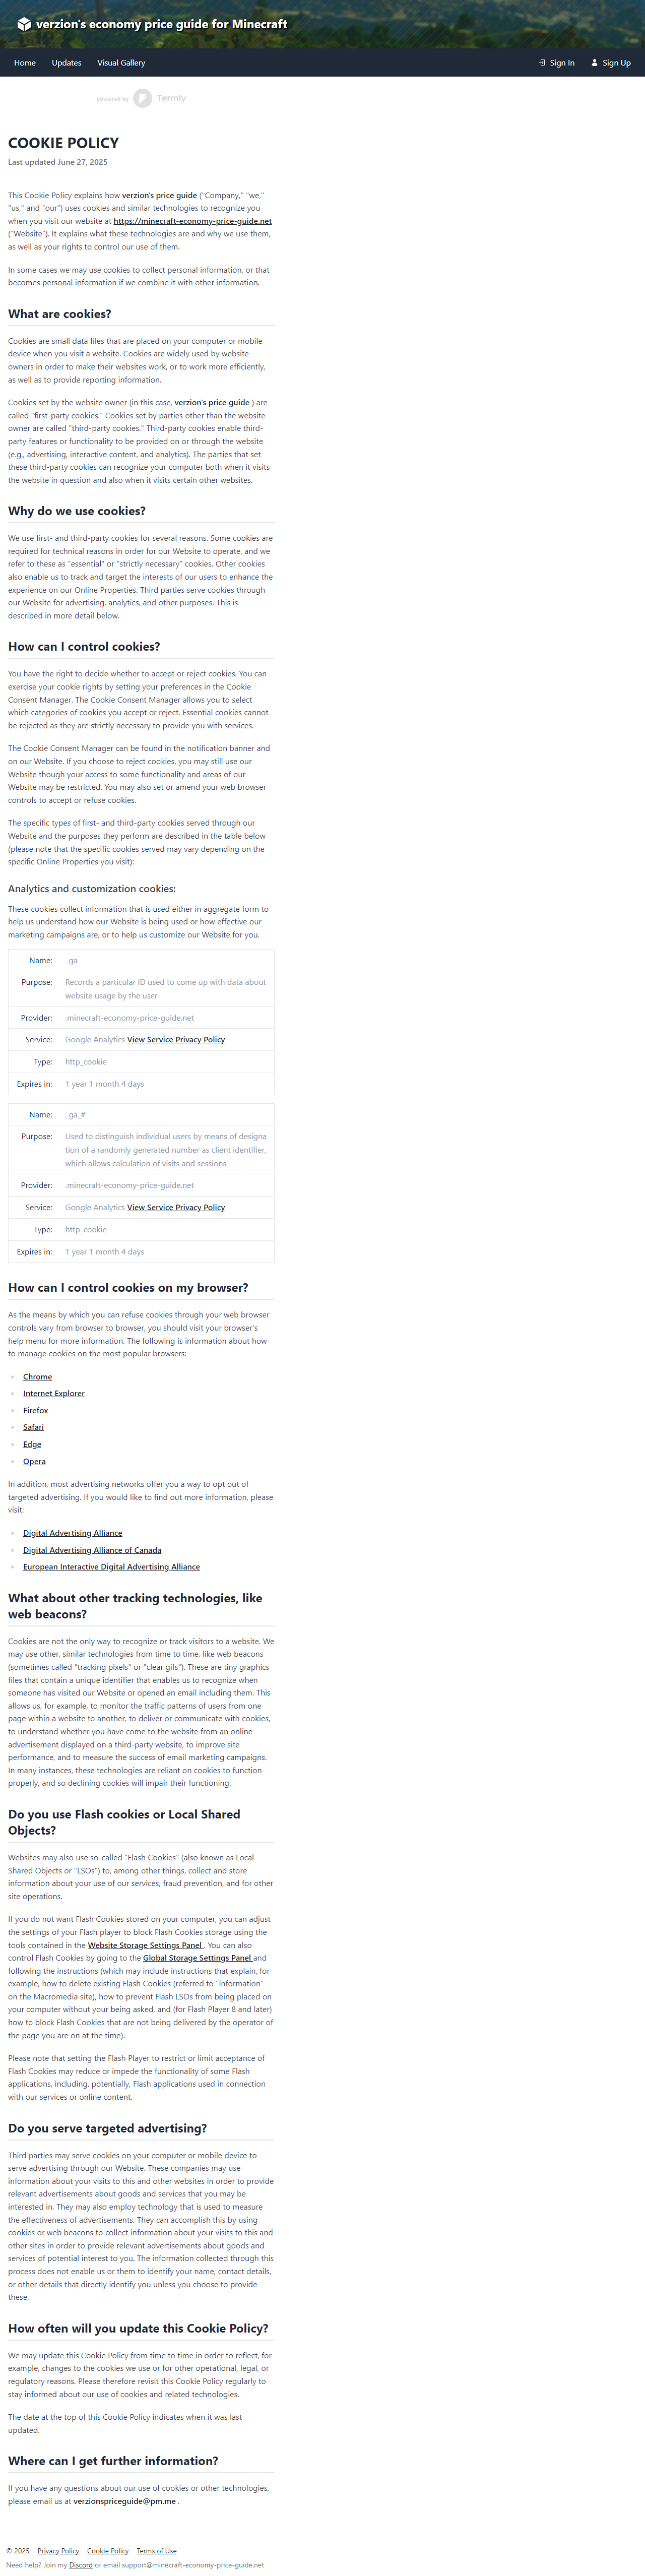 verzion's economy price guide for Minecraft
Home Updates Visual Gallery Sign In Sign Up
powered by Termly
COOKIE POLICY
Last updated June 27, 2025
This Cookie Policy explains how verzion's price guide ("Company," "we,"
"us," and "our") uses cookies and similar technologies to recognize you
when you visit our website at https://minecraft-economy-price-guide.net
("Website"). It explains what these technologies are and why we use them,
as well as your rights to control our use of them.
In some cases we may use cookies to collect personal information, or that
becomes personal information if we combine it with other information.
What are cookies?
Cookies are small data files that are placed on your computer or mobile
device when you visit a website. Cookies are widely used by website
owners in order to make their websites work, or to work more efficiently,
as well as to provide reporting information.
Cookies set by the website owner (in this case, verzion's price guide ) are
called "first-party cookies." Cookies set by parties other than the website
owner are called "third-party cookies." Third-party cookies enable third-
party features or functionality to be provided on or through the website
(e.g., advertising, interactive content, and analytics). The parties that set
these third-party cookies can recognize your computer both when it visits
the website in question and also when it visits certain other websites.
Why do we use cookies?
We use first- and third-party cookies for several reasons. Some cookies are
required for technical reasons in order for our Website to operate, and we
refer to these as "essential" or "strictly necessary" cookies. Other cookies
also enable us to track and target the interests of our users to enhance the
experience on our Online Properties. Third parties serve cookies through
our Website for advertising, analytics, and other purposes. This is
described in more detail below.
How can I control cookies?
You have the right to decide whether to accept or reject cookies. You can
exercise your cookie rights by setting your preferences in the Cookie
Consent Manager. The Cookie Consent Manager allows you to select
which categories of cookies you accept or reject. Essential cookies cannot
be rejected as they are strictly necessary to provide you with services.
The Cookie Consent Manager can be found in the notification banner and
on our Website. If you choose to reject cookies, you may still use our
Website though your access to some functionality and areas of our
Website may be restricted. You may also set or amend your web browser
controls to accept or refuse cookies.
The specific types of first- and third-party cookies served through our
Website and the purposes they perform are described in the table below
(please note that the specific cookies served may vary depending on the
specific Online Properties you visit):
Analytics and customization cookies:
These cookies collect information that is used either in aggregate form to
help us understand how our Website is being used or how effective our
marketing campaigns are, or to help us customize our Website for you.
Name: _ga
Purpose: Records a particular ID used to come up with data about
website usage by the user
Provider: .minecraft-economy-price-guide.net
Service: Google Analytics View Service Privacy Policy
Type: http_cookie
Expires in: 1 year 1 month 4 days
Name: _ga_#
Purpose: Used to distinguish individual users by means of designa
tion of a randomly generated number as client identifier,
which allows calculation of visits and sessions
Provider: .minecraft-economy-price-guide.net
Service: Google Analytics View Service Privacy Policy
Type: http_cookie
Expires in: 1 year 1 month 4 days
How can I control cookies on my browser?
As the means by which you can refuse cookies through your web browser
controls vary from browser to browser, you should visit your browser's
help menu for more information. The following is information about how
to manage cookies on the most popular browsers:
Chrome
Internet Explorer
Firefox
Safari
Edge
Opera
In addition, most advertising networks offer you a way to opt out of
targeted advertising. If you would like to find out more information, please
visit:
Digital Advertising Alliance
Digital Advertising Alliance of Canada
European Interactive Digital Advertising Alliance
What about other tracking technologies, like
web beacons?
Cookies are not the only way to recognize or track visitors to a website. We
may use other, similar technologies from time to time, like web beacons
(sometimes called "tracking pixels" or "clear gifs"). These are tiny graphics
files that contain a unique identifier that enables us to recognize when
someone has visited our Website or opened an email including them. This
allows us, for example, to monitor the traffic patterns of users from one
page within a website to another, to deliver or communicate with cookies,
to understand whether you have come to the website from an online
advertisement displayed on a third-party website, to improve site
performance, and to measure the success of email marketing campaigns.
In many instances, these technologies are reliant on cookies to function
properly, and so declining cookies will impair their functioning.
Do you use Flash cookies or Local Shared
Objects?
Websites may also use so-called "Flash Cookies" (also known as Local
Shared Objects or "LSOs") to, among other things, collect and store
information about your use of our services, fraud prevention, and for other
site operations.
If you do not want Flash Cookies stored on your computer, you can adjust
the settings of your Flash player to block Flash Cookies storage using the
tools contained in the Website Storage Settings Panel . You can also
control Flash Cookies by going to the Global Storage Settings Panel and
following the instructions (which may include instructions that explain, for
example, how to delete existing Flash Cookies (referred to "information"
on the Macromedia site), how to prevent Flash LSOs from being placed on
your computer without your being asked, and (for Flash Player 8 and later)
how to block Flash Cookies that are not being delivered by the operator of
the page you are on at the time).
Please note that setting the Flash Player to restrict or limit acceptance of
Flash Cookies may reduce or impede the functionality of some Flash
applications, including, potentially, Flash applications used in connection
with our services or online content.
Do you serve targeted advertising?
Third parties may serve cookies on your computer or mobile device to
serve advertising through our Website. These companies may use
information about your visits to this and other websites in order to provide
relevant advertisements about goods and services that you may be
interested in. They may also employ technology that is used to measure
the effectiveness of advertisements. They can accomplish this by using
cookies or web beacons to collect information about your visits to this and
other sites in order to provide relevant advertisements about goods and
services of potential interest to you. The information collected through this
process does not enable us or them to identify your name, contact details,
or other details that directly identify you unless you choose to provide
these.
How often will you update this Cookie Policy?
We may update this Cookie Policy from time to time in order to reflect, for
example, changes to the cookies we use or for other operational, legal, or
regulatory reasons. Please therefore revisit this Cookie Policy regularly to
stay informed about our use of cookies and related technologies.
The date at the top of this Cookie Policy indicates when it was last
updated.
Where can I get further information?
If you have any questions about our use of cookies or other technologies,
please email us at verzionspriceguide@pm.me .
© 2025 Privacy Policy Cookie Policy Terms of Use
Need help? Join my Discord or email support@minecraft-economy-price-guide.net